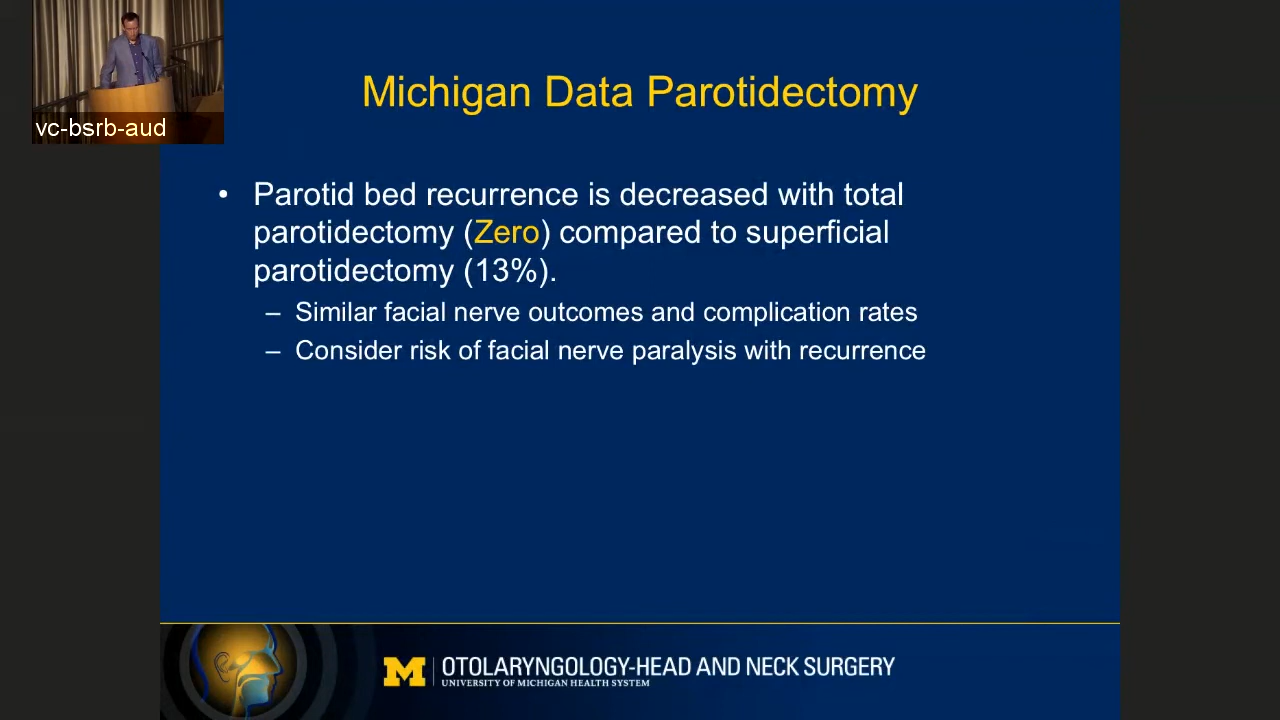 vc-bsrb-aud
Michigan Data Parotidectomy
• Parotid bed recurrence is decreased with total
parotidectomy (Zero) compared to superficial
parotidectomy (13%).
– Similar facial nerve outcomes and complication rates
– Consider risk of facial nerve paralysis with recurrence
M OTOLARYNGOLOGY-HEAD AND NECK SURGERY
UNIVERSITY OF MICHIGAN HEALTH SYSTEM